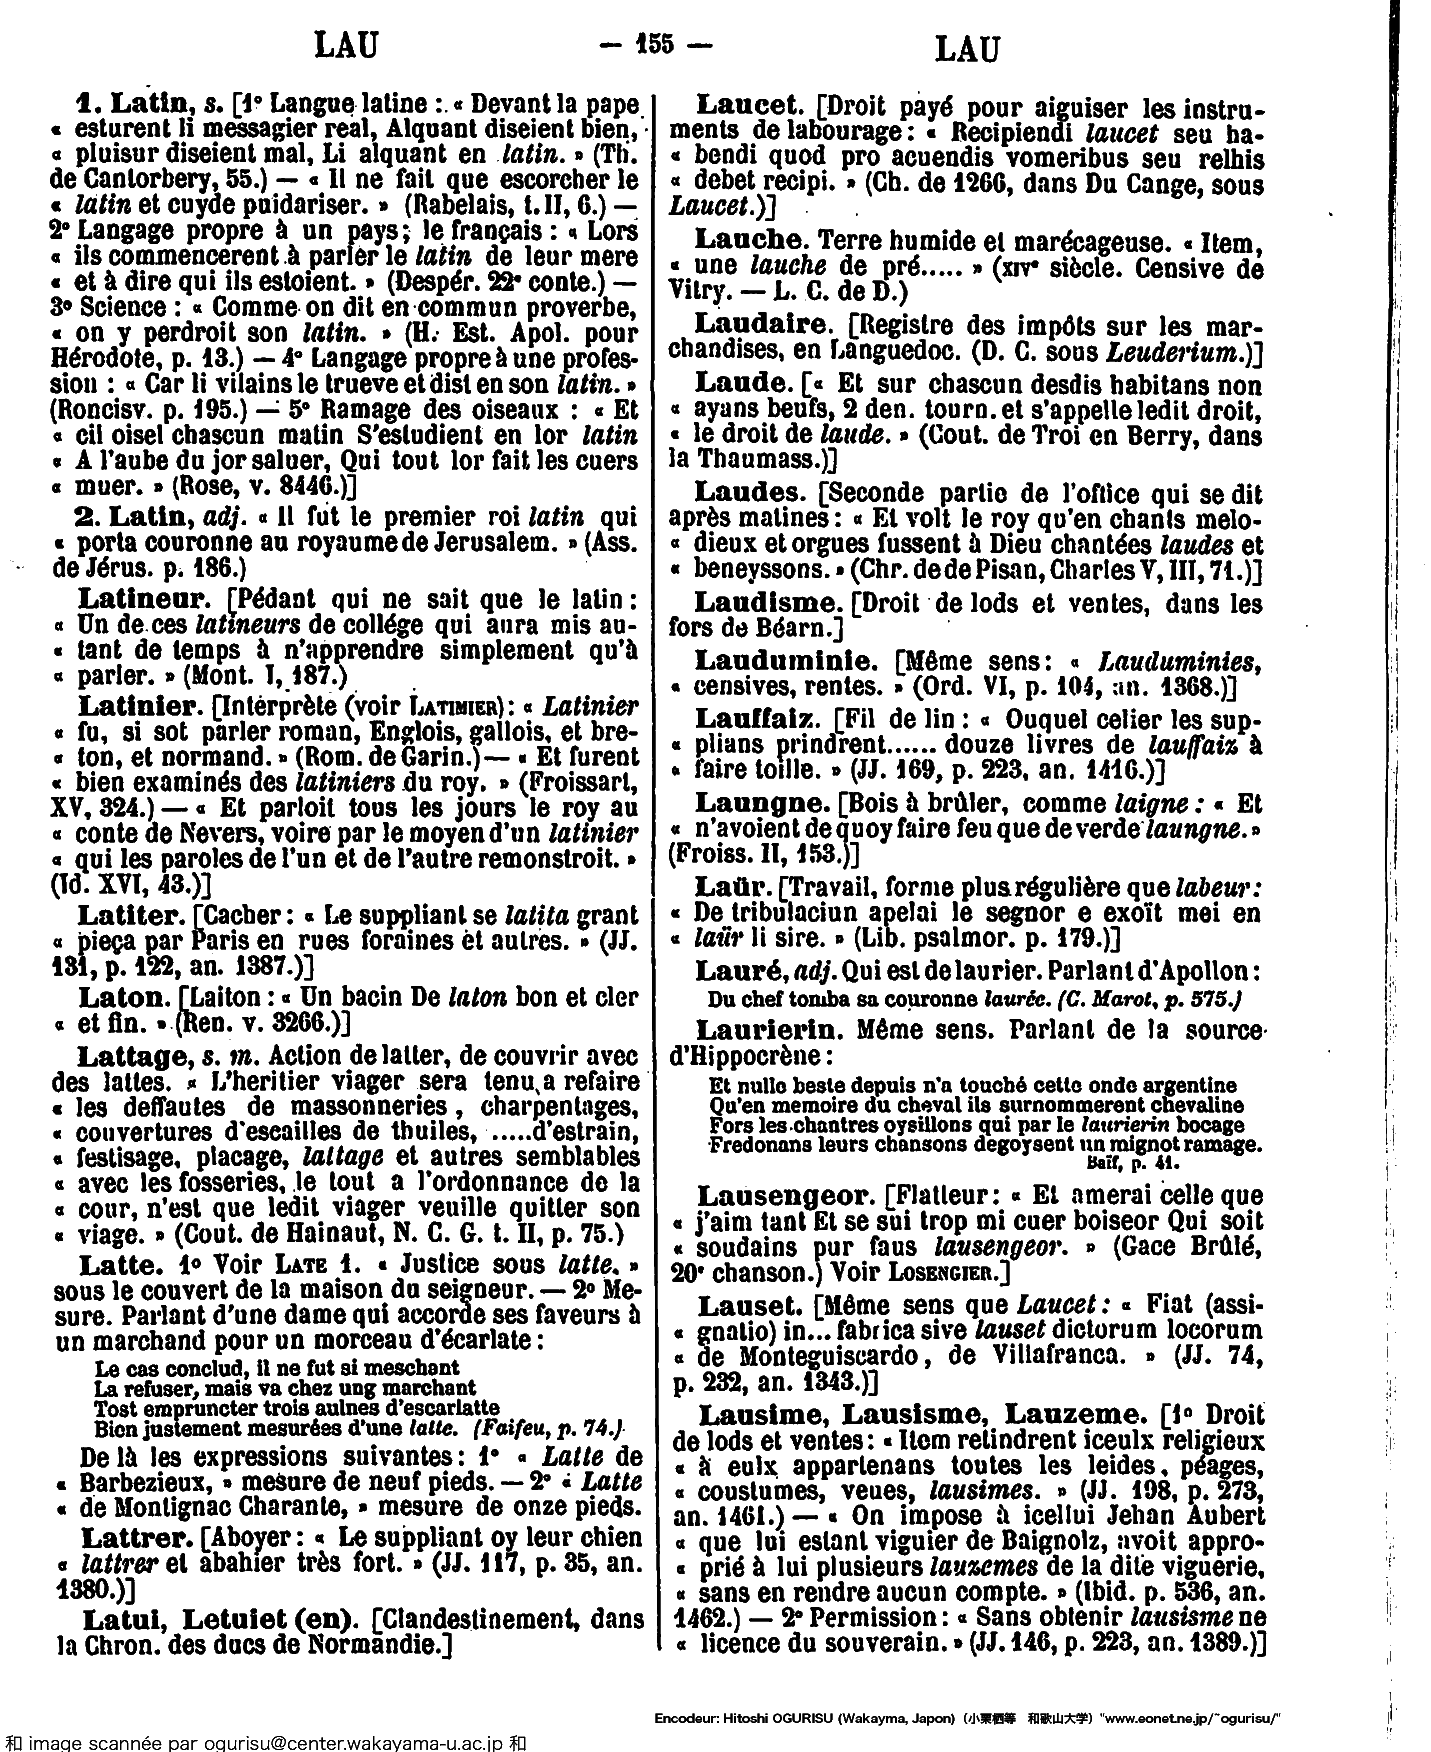 LAU
— 155 —
LAU
1. Latin, s. [1° Langue latine : « Devant la pape
« esturent li messagier real, Alquant diseient bien,
« pluisur diseient mal, Li alquant en latin. » (Th.
de Cantorbery, 55.) — « Il ne fait que escorcher le
« latin et cuyde puidariser. » (Rabelais, t. II, 6.) —
2° Langage propre à un pays; le français : « Lors
« ils commencerent à parler le latin de leur mere
« et à dire qui ils estoient. » (Despér. 22° conte.) —
3° Science : « Comme on dit en commun proverbe,
« on y perdroit son latin. » (H. Est. Apol. pour
Hérodote, p. 13.) — 4° Langage propre à une profes-
sion : « Car li vilains le trueve et dist en son latin. »
(Roncisv. p. 195.) — 5° Ramage des oiseaux : « Et
« cil oisel chascun matin S'estudient en lor latin
« A l'aube du jor saluer, Qui tout lor fait les cuers
« muer. » (Rose, v. 8446.)]
2. Latin, adj. « Il fut le premier roi latin qui
« porta couronne au royaume de Jerusalem. » (Ass.
de Jérus. p. 186.)
Latineur. [Pédant qui ne sait que le latin :
« Un de ces latineurs de collége qui aura mis au-
« tant de temps à n'apprendre simplement qu'à
« parler. » (Mont. I, 187.)
Latinier. [Interprète (voir LATIMIER) : « Latinier
« fu, si sot parler roman, Englois, gallois, et bre-
« ton, et normand. » (Rom. de Garin.) — « Et furent
« bien examinés des latiniers du roy. » (Froissart,
XV, 324.) — « Et parloit tous les jours le roy au
« conte de Nevers, voire par le moyen d'un latinier
« qui les paroles de l'un et de l'autre remonstroit. »
(Id. XVI, 43.)]
Latiter. [Cacher : « Le suppliant se latita grant
« pieça par Paris en rues foraines et autres. » (JJ.
131, p. 122, an. 1387.)]
Laton. [Laiton : « Un bacin De laton bon et cler
« et fin. » (Ren. v. 3266.)]
Lattage, s. m. Action de latter, de couvrir avec
des lattes. « L'heritier viager sera tenu a refaire
« les deffautes de massonneries, charpentages,
« couvertures d'escailles de thuiles, .....d'estrain,
« festisage, placage, lattage et autres semblables
« avec les fosseries, le tout a l'ordonnance de la
« cour, n'est que ledit viager veuille quitter son
« viage. » (Cout. de Hainaut, N. C. G. t. II, p. 75.)
Latte. 1° Voir LATE 1. « Justice sous latte. »
sous le couvert de la maison du seigneur. — 2° Me-
sure. Parlant d'une dame qui accorde ses faveurs à
un marchand pour un morceau d'écarlate :
Le cas conclud, il ne fut si meschant
La refuser, mais va chez ung marchant
Tost empruncter trois aulnes d'escarlatte
Bien justement mesurées d'une latte. (Faifeu, p. 74.)
De là les expressions suivantes : 1° « Latte de
« Barbezieux, » mesure de neuf pieds. — 2° « Latte
« de Montignac Charante, » mesure de onze pieds.
Lattrer. [Aboyer : « Le suppliant oy leur chien
« lattrer et abahier très fort. » (JJ. 117, p. 35, an.
1380.)]
Latui, Letuiet (en). [Clandestinement, dans
la Chron. des ducs de Normandie.]
Laucet. [Droit payé pour aiguiser les instru-
ments de labourage : « Recipiendi laucet seu ha-
« bendi quod pro acuendis vomeribus seu relhis
« debet recipi. » (Ch. de 1266, dans Du Cange, sous
Laucet.)]
Lauche. Terre humide et marécageuse. « Item,
« une lauche de pré..... » (XIV° siècle. Censive de
Vitry. — L. C. de D.)
Laudaire. [Registre des impôts sur les mar-
chandises, en Languedoc. (D. C. sous Leuderium.)]
Laude. [« Et sur chascun desdis habitans non
« ayans beufs, 2 den. tourn. et s'appelle ledit droit,
« le droit de laude. » (Cout. de Troi en Berry, dans
la Thaumass.)]
Laudes. [Seconde partie de l'office qui se dit
après matines : « Et volt le roy qu'en chants melo-
« dieux et orgues fussent à Dieu chantées laudes et
« beneyssons. » (Chr. de de Pisan, Charles V, III, 71.)]
Laudisme. [Droit de lods et ventes, dans les
fors de Béarn.]
Lauduminie. [Même sens : « Lauduminies,
« censives, rentes. » (Ord. VI, p. 104, an. 1368.)]
Lauffaiz. [Fil de lin : « Ouquel celier les sup-
« plians prindrent...... douze livres de lauffaiz à
« faire toille. » (JJ. 169, p. 223, an. 1416.)]
Laungne. [Bois à brûler, comme laigne : « Et
« n'avoient de quoy faire feu que de verde laungne. »
(Froiss. II, 153.)]
Laür. [Travail, forme plus régulière que labeur :
« De tribulaciun apelai le segnor e exoït mei en
« laür li sire. » (Lib. psalmor. p. 179.)]
Lauré, adj. Qui est de laurier. Parlant d'Apollon :
Du chef tomba sa couronne laurée. (C. Marot, p. 575.)
Laurierin. Même sens. Parlant de la source
d'Hippocrène :
Et nulle beste depuis n'a touché cette onde argentine
Qu'en memoire du cheval ils surnommerent chevaline
Fors les chantres oysillons qui par le laurierin bocage
Fredonans leurs chansons degoysent un mignot ramage.
Baïf, p. 41.
Lausengeor. [Flatteur : « Et amerai celle que
« j'aim tant Et se sui trop mi cuer boiseor Qui soit
« soudains pur faus lausengeor. » (Gace Brûlé,
20° chanson.) Voir LOSENGIER.]
Lauset. [Même sens que Laucet : « Fiat (assi-
« gnatio) in... fabrica sive lauset dictorum locorum
« de Monteguiscardo, de Villafranca. » (JJ. 74,
p. 232, an. 1343.)]
Lausime, Lausisme, Lauzeme. [1° Droit
de lods et ventes : « Item retindrent iceulx religieux
« à eulx appartenans toutes les leides, péages,
« coustumes, veues, lausimes. » (JJ. 198, p. 273,
an. 1461.) — « On impose à icellui Jehan Aubert
« que lui estant viguier de Baignolz, avoit appro-
« prié à lui plusieurs lauzemes de la dite viguerie,
« sans en rendre aucun compte. » (Ibid. p. 536, an.
1462.) — 2° Permission : « Sans obtenir lausisme ne
« licence du souverain. » (JJ. 146, p. 223, an. 1389.)]
Encodeur: Hitoshi OGURISU (Wakayma, Japon) (小栗栖等 和歌山大学) "www.eonet.ne.jp/~ogurisu/"
和 image scannée par ogurisu@center.wakayama-u.ac.jp 和